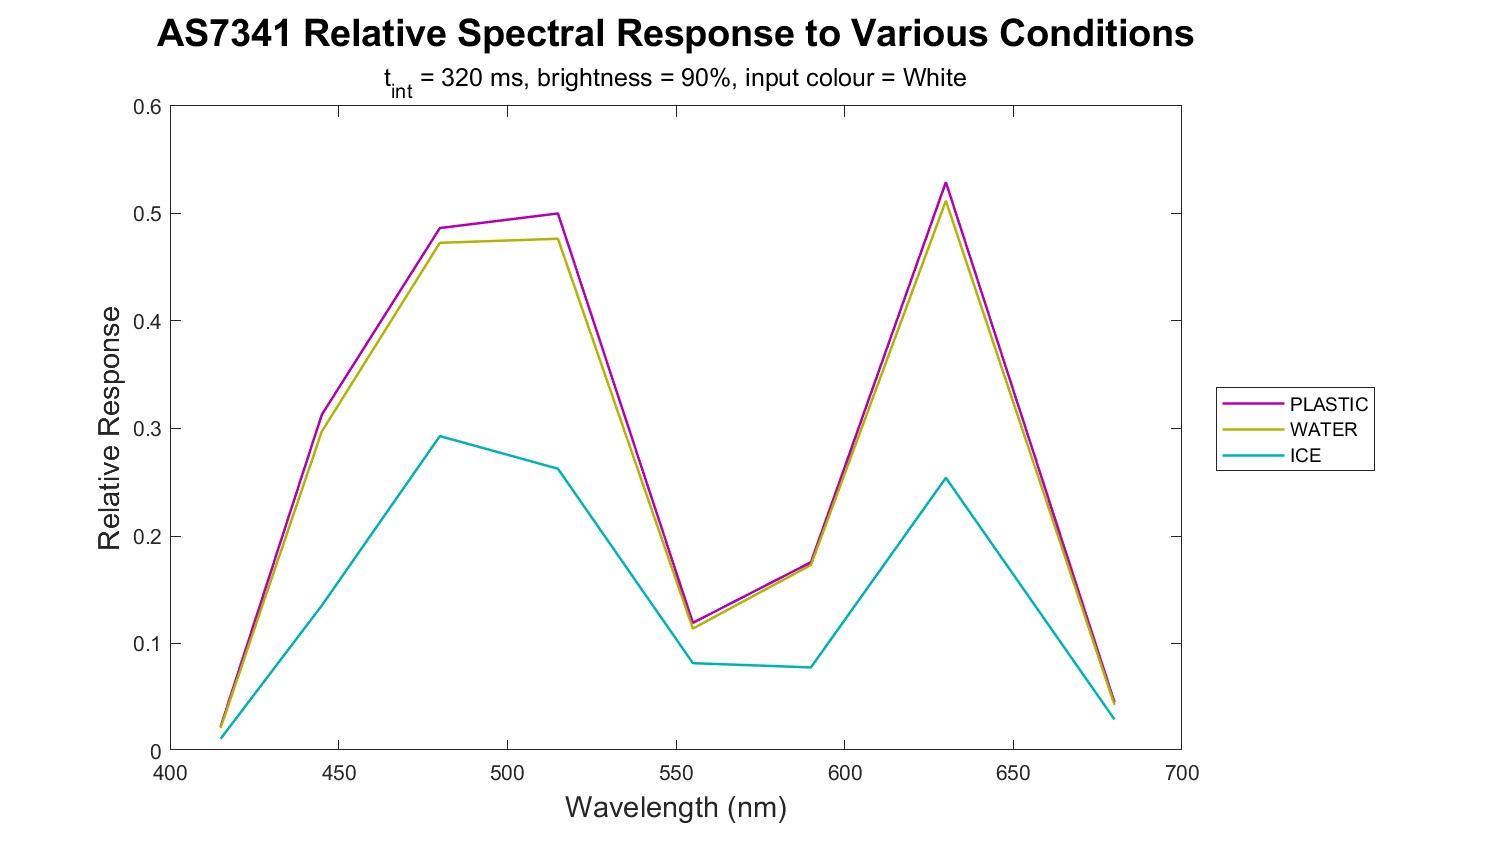 AS7341 Relative Spectral Response to Various Conditions
t_int = 320 ms, brightness = 90%, input colour = White
Relative Response
0.6
0.5
0.4
0.3
0.2
0.1
0
400 450 500 550 600 650 700
Wavelength (nm)
PLASTIC
WATER
ICE